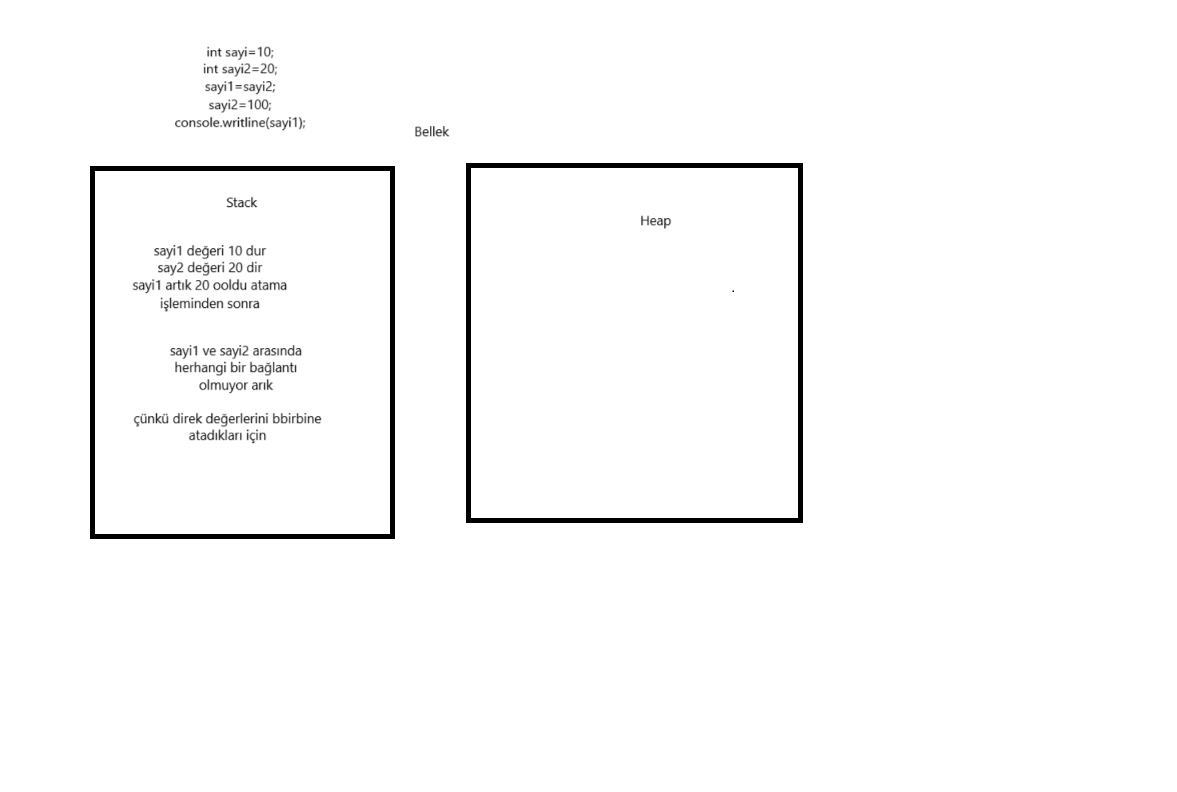 int sayi=10;
int sayi2=20;
sayi1=sayi2;
sayi2=100;
console.writline(sayi1);
Bellek
Stack
sayi1 değeri 10 dur
say2 değeri 20 dir
sayi1 artık 20 ooldu atama
işleminden sonra
sayi1 ve sayi2 arasında
herhangi bir bağlantı
olmuyor arık
çünkü direk değerlerini bbirbine
atadıkları için
Heap